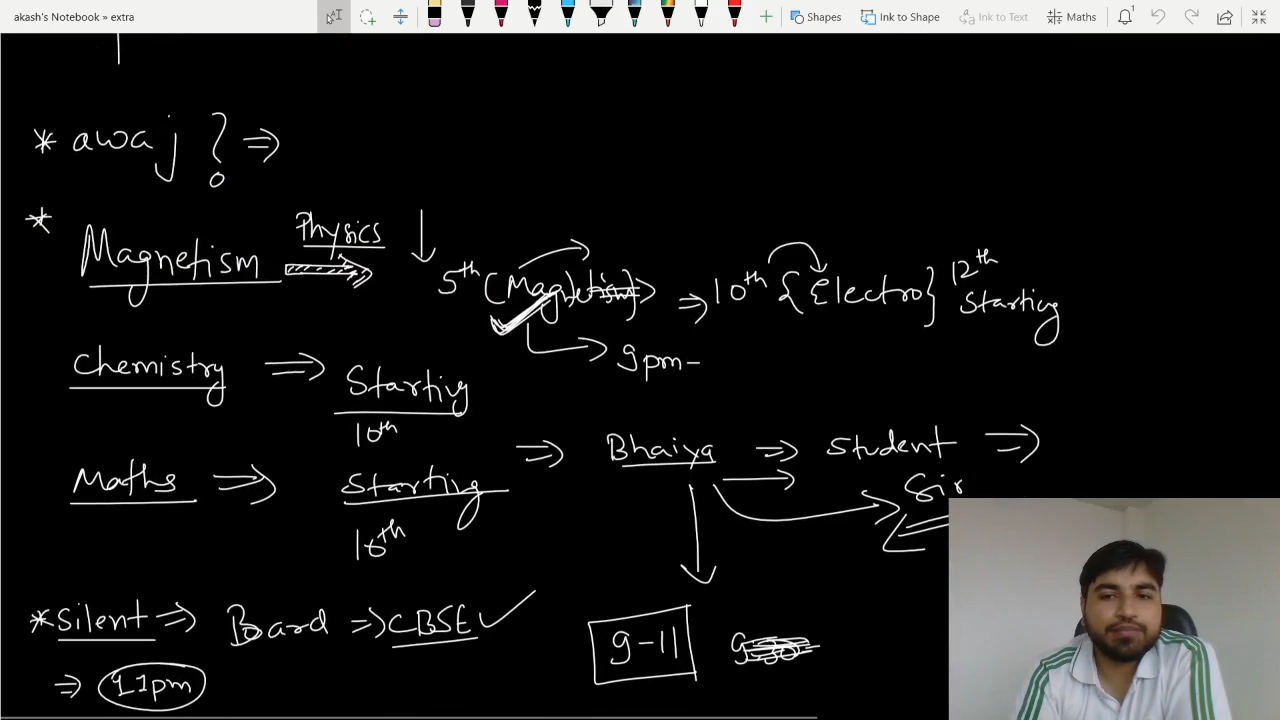 akash's Notebook » extra
Shapes Ink to Shape Ink to Text Maths
* awaj ? ⇒
* Magnetism Physics ⇒ ↓ 5th (Magnetism) ⇒ 10th {Electro} 12th Starting
→ 9pm-
Chemistry ⇒ Starting 10th
Maths ⇒ Starting 10th ⇒ Bhaiya ⇒ Student ⇒
Sir
* Silent ⇒ Board ⇒ CBSE ✓
9-11
⇒ 11pm